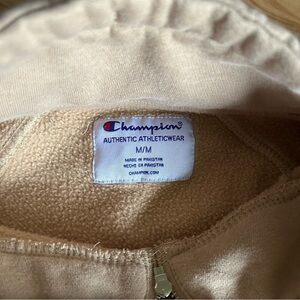 Champion®
AUTHENTIC ATHLETICWEAR
M/M
MADE IN PAKISTAN
HECHO EN PAKISTAN
CHAMPION.COM